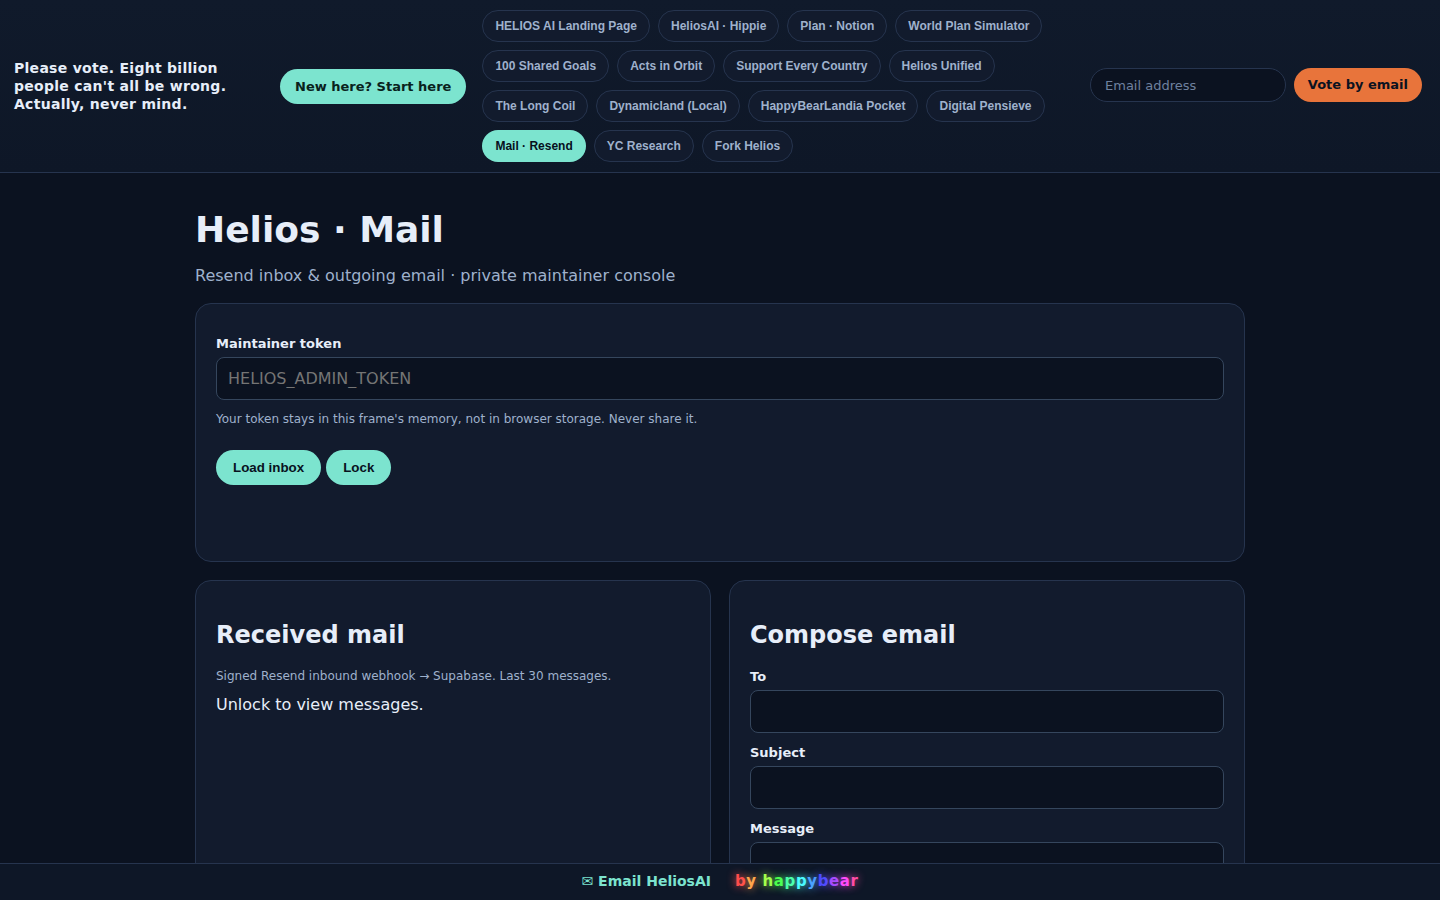 Please vote. Eight billion
people can't all be wrong.
Actually, never mind.
New here? Start here
HELIOS AI Landing Page
HeliosAI · Hippie
Plan · Notion
World Plan Simulator
100 Shared Goals
Acts in Orbit
Support Every Country
Helios Unified
The Long Coil
Dynamicland (Local)
HappyBearLandia Pocket
Digital Pensieve
Mail · Resend
YC Research
Fork Helios
Email address
Vote by email
Helios · Mail
Resend inbox & outgoing email · private maintainer console
Maintainer token
HELIOS_ADMIN_TOKEN
Your token stays in this frame's memory, not in browser storage. Never share it.
Load inbox
Lock
Received mail
Signed Resend inbound webhook → Supabase. Last 30 messages.
Unlock to view messages.
Compose email
To
Subject
Message
✉ Email HeliosAI
by happybear